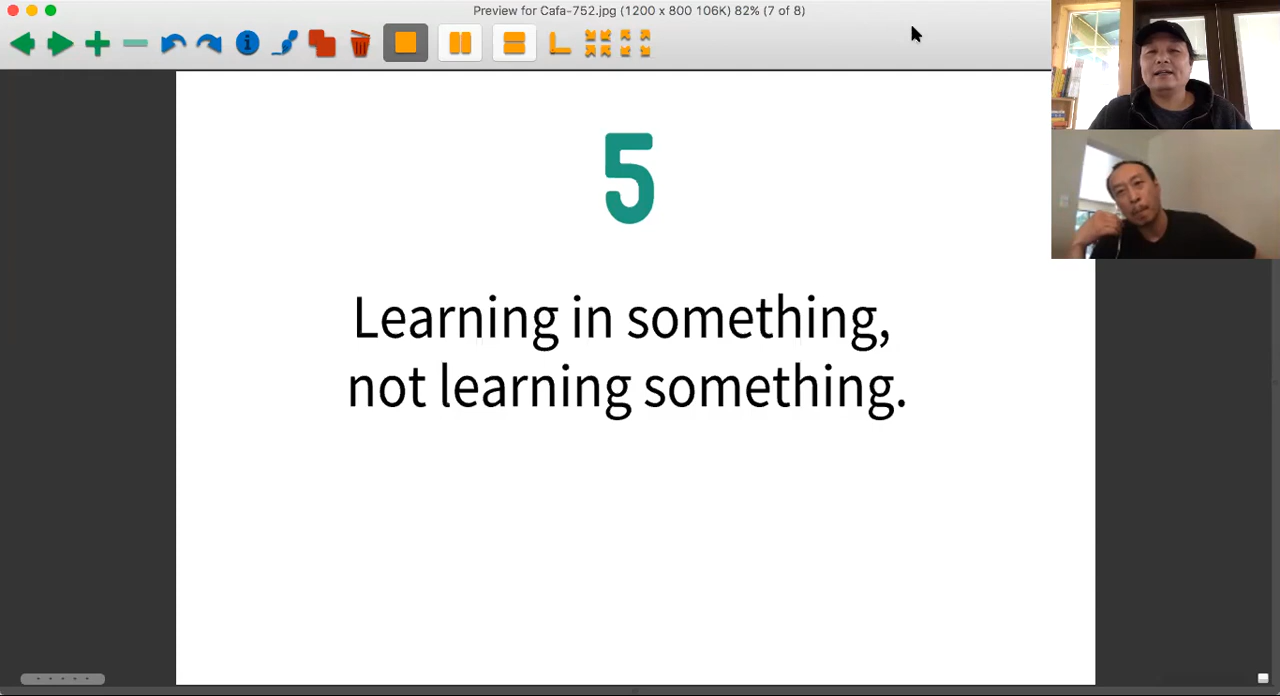 Preview for Cafa-752.jpg (1200 x 800 106K) 82% (7 of 8)
5
Learning in something,
not learning something.